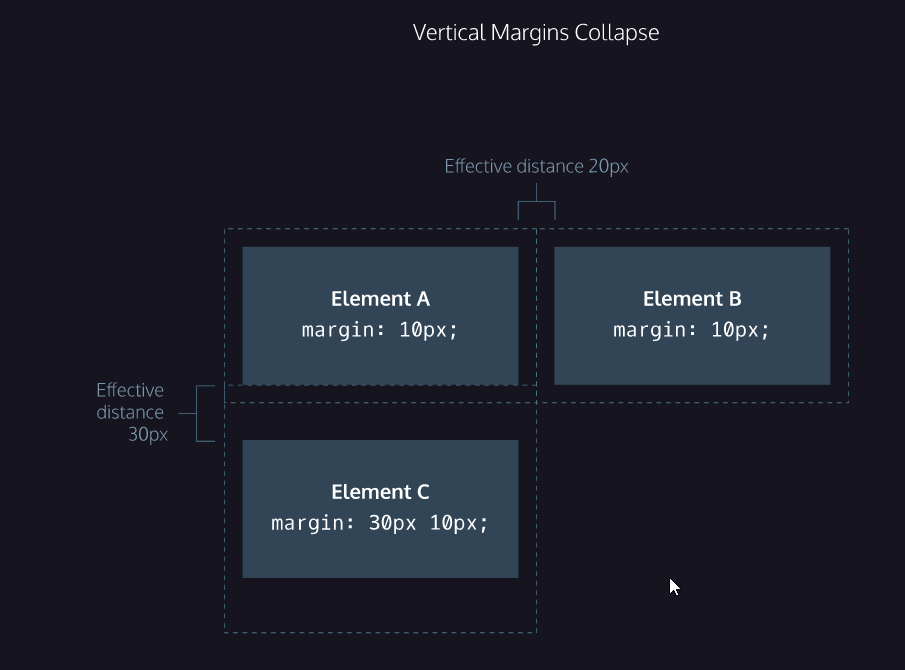 Vertical Margins Collapse
Effective distance 20px
Element A
margin: 10px;
Element B
margin: 10px;
Effective
distance
30px
Element C
margin: 30px 10px;